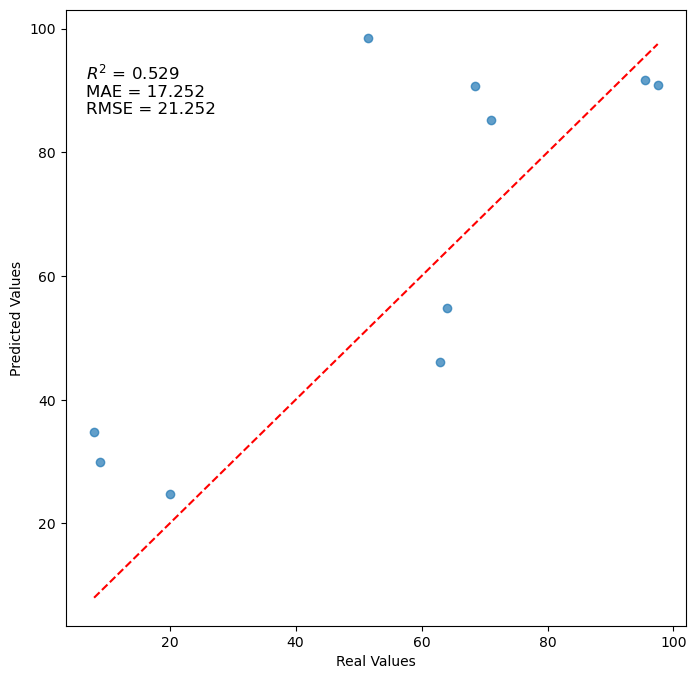 100
80
60
40
20
R² = 0.529
MAE = 17.252
RMSE = 21.252
Predicted Values
20 40 60 80 100
Real Values